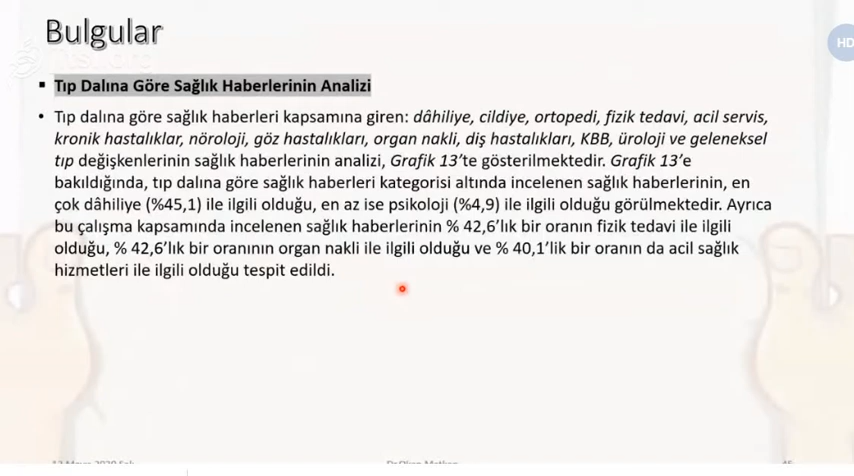 Bulgular
HD
▪ Tıp Dalına Göre Sağlık Haberlerinin Analizi
• Tıp dalına göre sağlık haberleri kapsamına giren: dâhiliye, cildiye, ortopedi, fizik tedavi, acil servis,
kronik hastalıklar, nöroloji, göz hastalıkları, organ nakli, diş hastalıkları, KBB, üroloji ve geleneksel
tıp değişkenlerinin sağlık haberlerinin analizi, Grafik 13’te gösterilmektedir. Grafik 13’e
bakıldığında, tıp dalına göre sağlık haberleri kategorisi altında incelenen sağlık haberlerinin, en
çok dâhiliye (%45,1) ile ilgili olduğu, en az ise psikoloji (%4,9) ile ilgili olduğu görülmektedir. Ayrıca
bu çalışma kapsamında incelenen sağlık haberlerinin % 42,6’lık bir oranın fizik tedavi ile ilgili
olduğu, % 42,6’lık bir oranının organ nakli ile ilgili olduğu ve % 40,1’lik bir oranın da acil sağlık
hizmetleri ile ilgili olduğu tespit edildi.